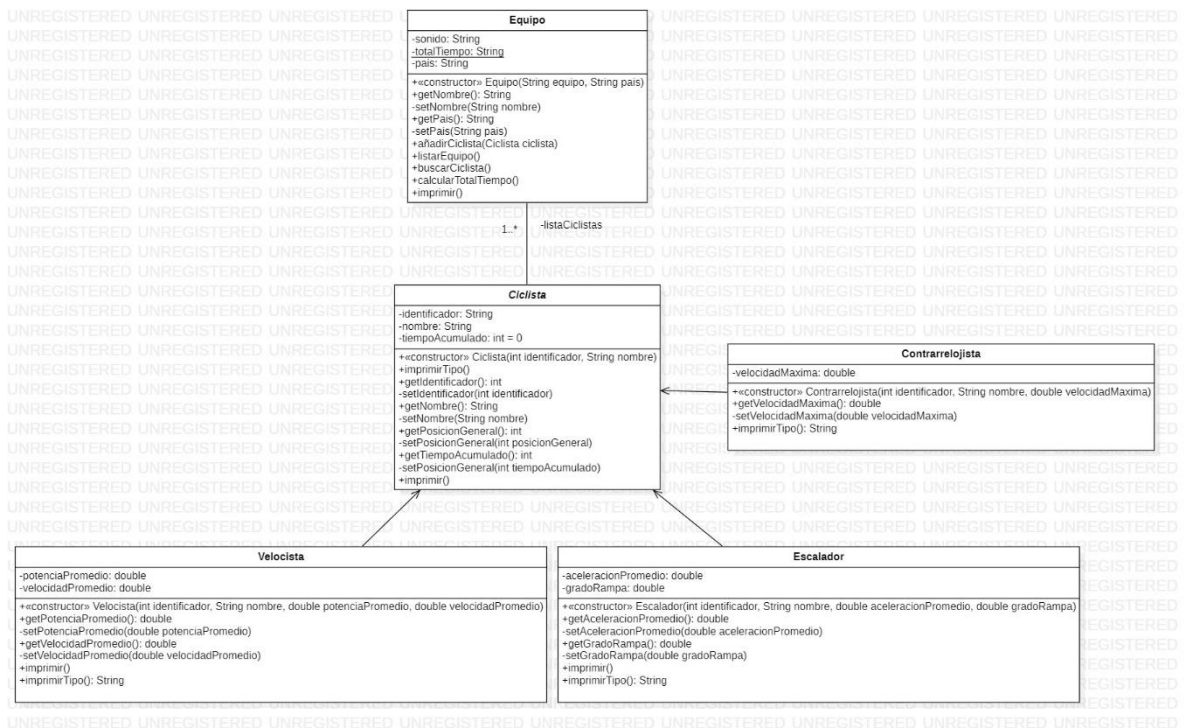 Equipo
-sonido: String
-totalTiempo: String
-pais: String
+«constructor» Equipo(String equipo, String pais)
+getNombre(): String
-setNombre(String nombre)
+getPais(): String
-setPais(String pais)
+añadirCiclista(Ciclista ciclista)
+listarEquipo()
+buscarCiclista()
+calcularTotalTiempo()
+imprimir()
1..*
-listaCiclistas
Ciclista
-identificador: String
-nombre: String
-tiempoAcumulado: int = 0
+«constructor» Ciclista(int identificador, String nombre)
+imprimirTipo()
+getIdentificador(): int
-setIdentificador(int identificador)
+getNombre(): String
-setNombre(String nombre)
+getPosicionGeneral(): int
-setPosicionGeneral(int posicionGeneral)
+getTiempoAcumulado(): int
-setPosicionGeneral(int tiempoAcumulado)
+imprimir()
Contrarrelojista
-velocidadMaxima: double
+«constructor» Contrarrelojista(int identificador, String nombre, double velocidadMaxima)
+getVelocidadMaxima(): double
-setVelocidadMaxima(double velocidadMaxima)
+imprimirTipo(): String
Velocista
-potenciaPromedio: double
-velocidadPromedio: double
+«constructor» Velocista(int identificador, String nombre, double potenciaPromedio, double velocidadPromedio)
+getPotenciaPromedio(): double
-setPotenciaPromedio(double potenciaPromedio)
+getVelocidadPromedio(): double
-setVelocidadPromedio(double velocidadPromedio)
+imprimir()
+imprimirTipo(): String
Escalador
-aceleracionPromedio: double
-gradoRampa: double
+«constructor» Escalador(int identificador, String nombre, double aceleracionPromedio, double gradoRampa)
+getAceleracionPromedio(): double
-setAceleracionPromedio(double aceleracionPromedio)
+getGradoRampa(): double
-setGradoRampa(double gradoRampa)
+imprimir()
+imprimirTipo(): String
UNREGISTERED